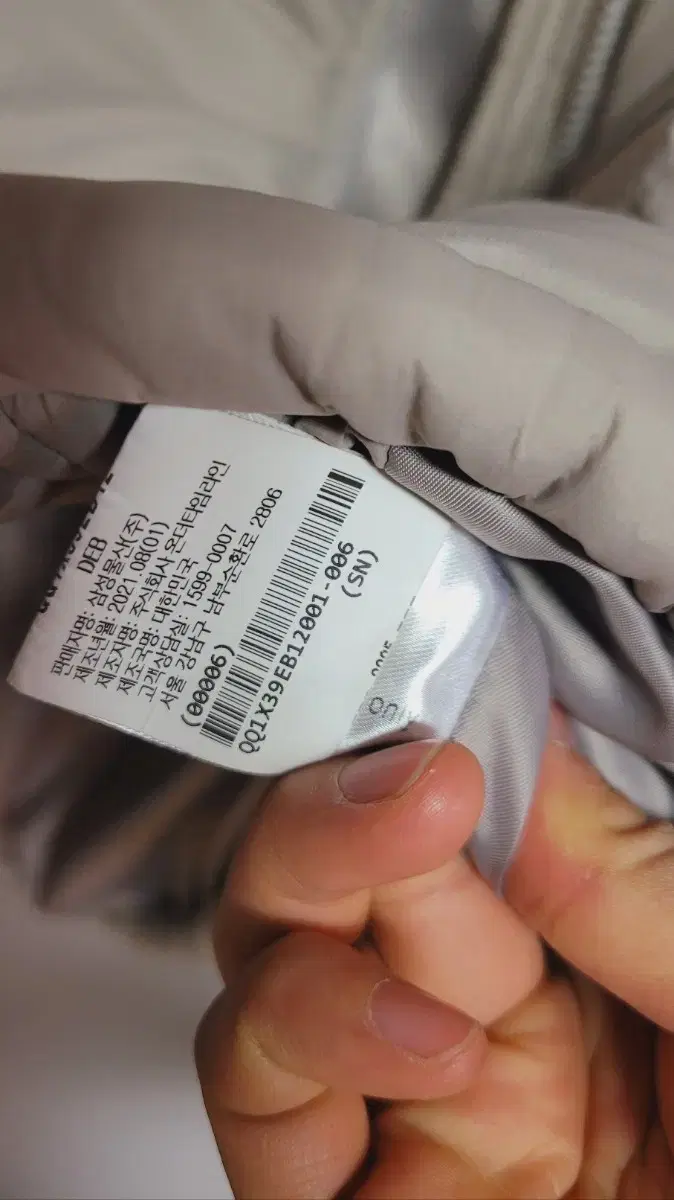 DEB
판매자명: 삼성물산(주)
제조년월 2021 08(01)
제조자명: 주식회사 온더타임라인
제조국명: 대한민국
고객상담실: 1599-0007
서울 강남구 남부순환로 2806
(00006)
QQ1X39EB12001-006
(SN)